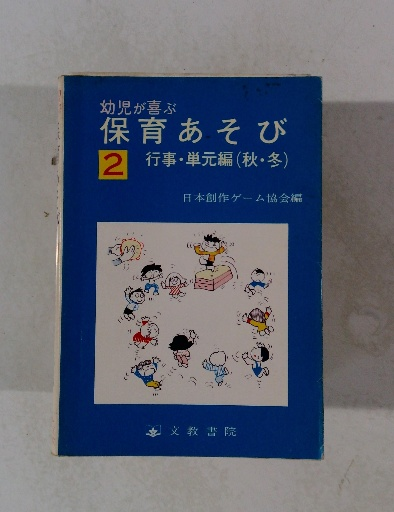 幼児が喜ぶ
保育あそび
2 行事・単元編(秋・冬)
日本創作ゲーム協会編
文教書院